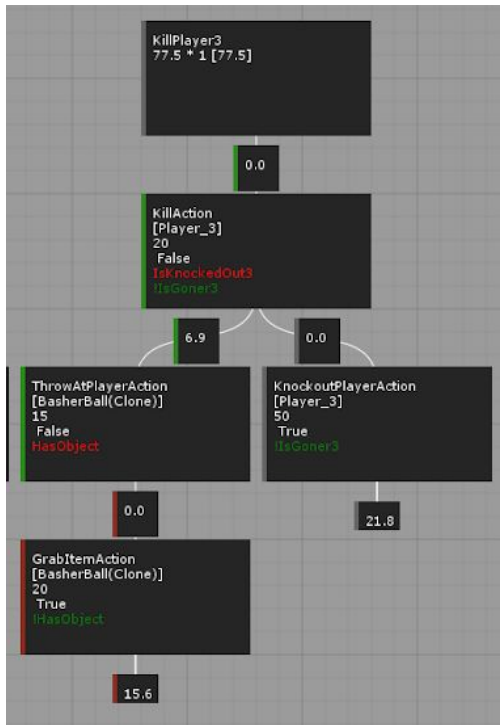 KillPlayer3
77.5 * 1 [77.5]
0.0
KillAction
[Player_3]
20
False
IsKnockedOut3
!IsGoner3
6.9
0.0
ThrowAtPlayerAction
[BasherBall(Clone)]
15
False
HasObject
KnockoutPlayerAction
[Player_3]
50
True
!IsGoner3
0.0
21.8
GrabItemAction
[BasherBall(Clone)]
20
True
!HasObject
15.6